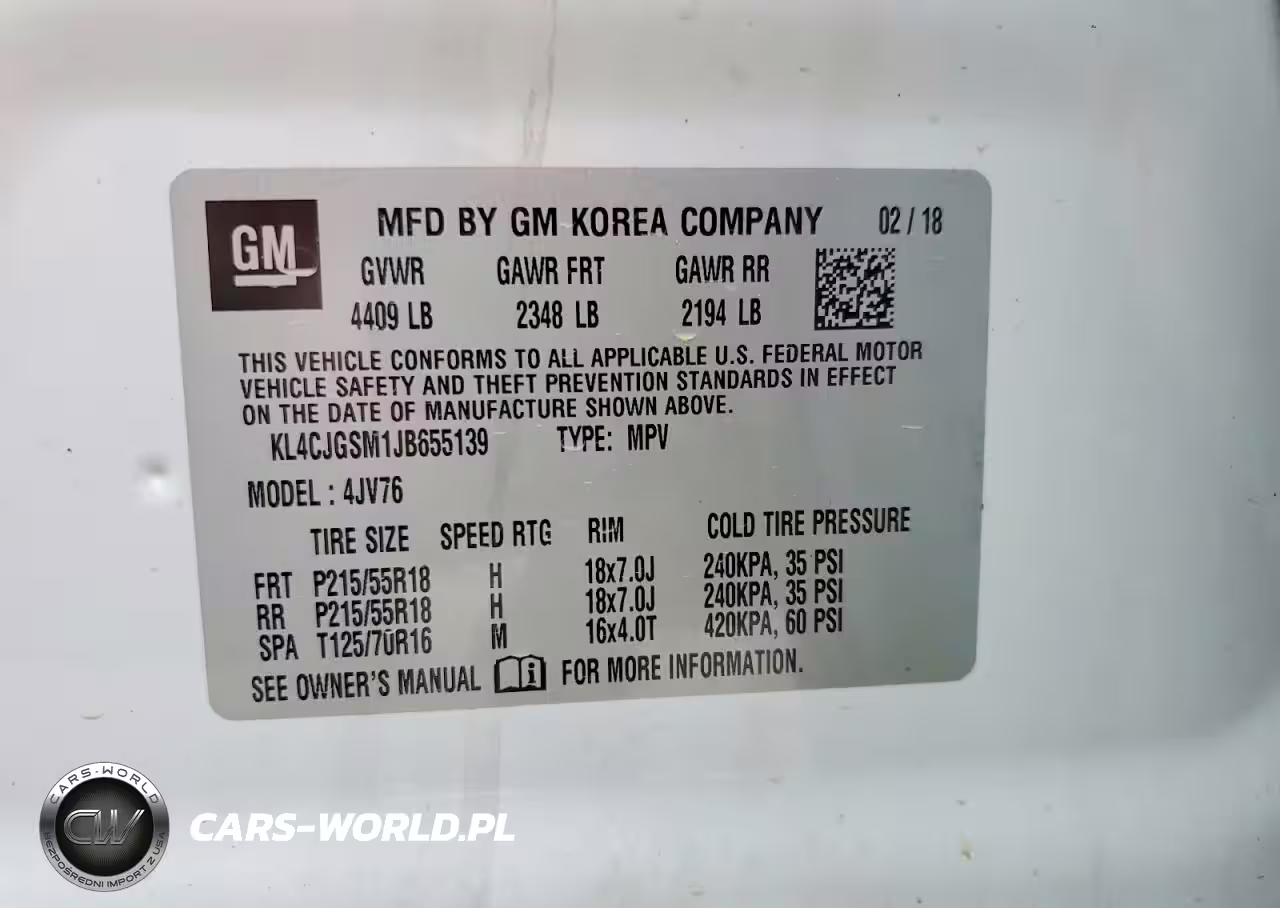 GM
MFD BY GM KOREA COMPANY 02 / 18
GVWR GAWR FRT GAWR RR
4409 LB 2348 LB 2194 LB
THIS VEHICLE CONFORMS TO ALL APPLICABLE U.S. FEDERAL MOTOR
VEHICLE SAFETY AND THEFT PREVENTION STANDARDS IN EFFECT
ON THE DATE OF MANUFACTURE SHOWN ABOVE.
KL4CJGSM1JB655139 TYPE: MPV
MODEL : 4JV76
TIRE SIZE SPEED RTG RIM COLD TIRE PRESSURE
FRT P215/55R18 H 18x7.0J 240KPA, 35 PSI
RR P215/55R18 H 18x7.0J 240KPA, 35 PSI
SPA T125/70R16 M 16x4.0T 420KPA, 60 PSI
SEE OWNER'S MANUAL i FOR MORE INFORMATION.
CARS-WORLD
CW
BEZPOŚREDNI IMPORT Z USA
CARS-WORLD.PL